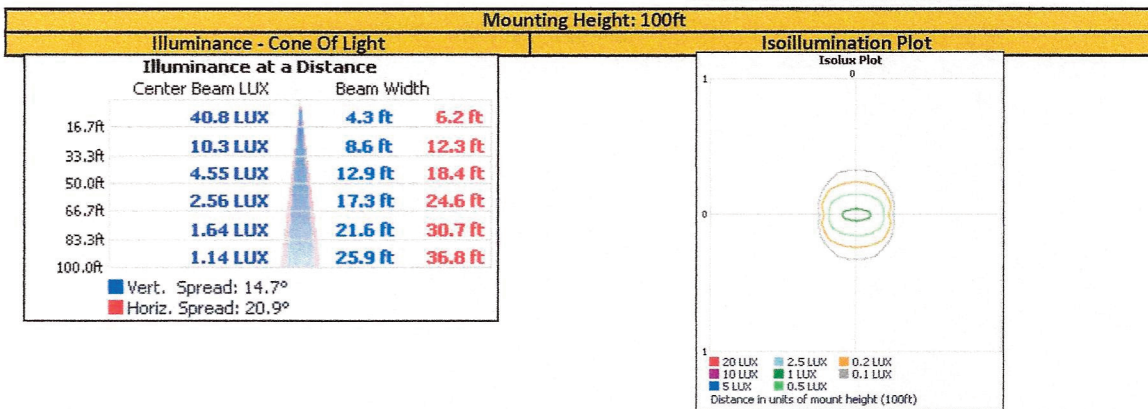 Mounting Height: 100ft
Illuminance - Cone Of Light
Isoillumination Plot
Illuminance at a Distance
Center Beam LUX Beam Width
40.8 LUX 4.3 ft 6.2 ft
16.7ft
10.3 LUX 8.6 ft 12.3 ft
33.3ft
4.55 LUX 12.9 ft 18.4 ft
50.0ft
2.56 LUX 17.3 ft 24.6 ft
66.7ft
1.64 LUX 21.6 ft 30.7 ft
83.3ft
1.14 LUX 25.9 ft 36.8 ft
100.0ft
Vert. Spread: 14.7°
Horiz. Spread: 20.9°
Isolux Plot
0
1
0
1
20 LUX 2.5 LUX 0.2 LUX
10 LUX 1 LUX 0.1 LUX
5 LUX 0.5 LUX
Distance in units of mount height (100ft)